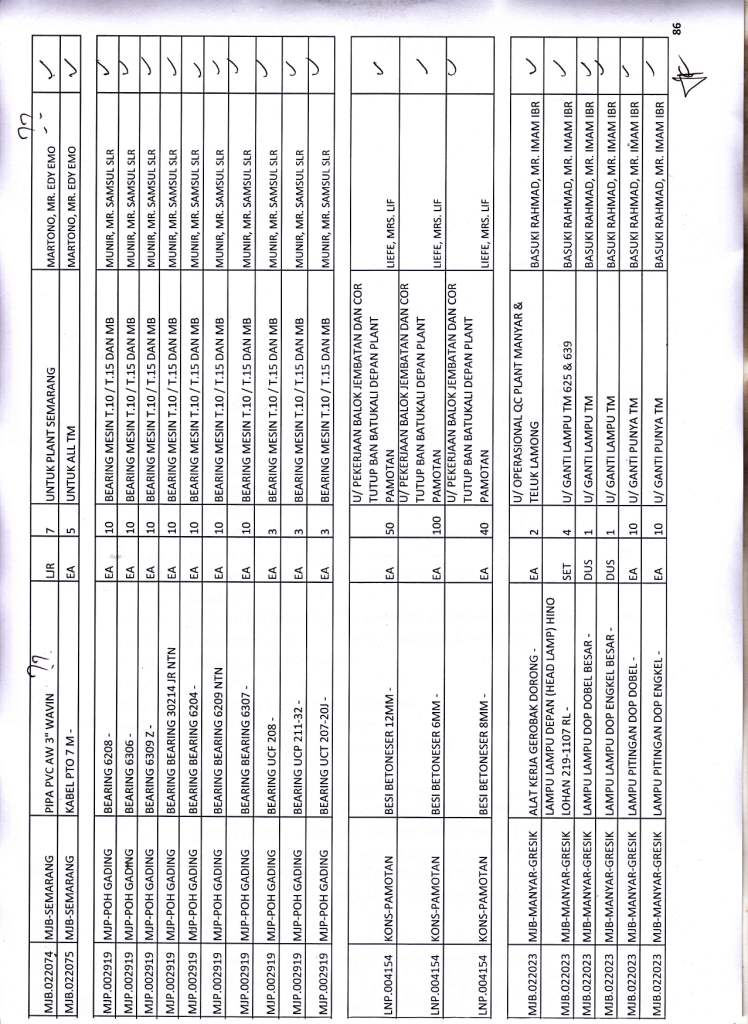 MJB.022074 MJB-SEMARANG PIPA PVC AW 3" WAVIN LJR 7 UNTUK PLANT SEMARANG MARTONO, MR. EDY EMO
MJB.022075 MJB-SEMARANG KABEL PTO 7 M - EA 5 UNTUK ALL TM MARTONO, MR. EDY EMO
MJP.002919 MJP-POH GADING BEARING 6208 - EA 10 BEARING MESIN T.10 / T.15 DAN MB MUNIR, MR. SAMSUL SLR
MJP.002919 MJP-POH GADING BEARING 6306 - EA 10 BEARING MESIN T.10 / T.15 DAN MB MUNIR, MR. SAMSUL SLR
MJP.002919 MJP-POH GADING BEARING 6309 Z - EA 10 BEARING MESIN T.10 / T.15 DAN MB MUNIR, MR. SAMSUL SLR
MJP.002919 MJP-POH GADING BEARING BEARING 30214 JR NTN EA 10 BEARING MESIN T.10 / T.15 DAN MB MUNIR, MR. SAMSUL SLR
MJP.002919 MJP-POH GADING BEARING BEARING 6204 - EA 10 BEARING MESIN T.10 / T.15 DAN MB MUNIR, MR. SAMSUL SLR
MJP.002919 MJP-POH GADING BEARING BEARING 6209 NTN EA 10 BEARING MESIN T.10 / T.15 DAN MB MUNIR, MR. SAMSUL SLR
MJP.002919 MJP-POH GADING BEARING BEARING 6307 - EA 10 BEARING MESIN T.10 / T.15 DAN MB MUNIR, MR. SAMSUL SLR
MJP.002919 MJP-POH GADING BEARING UCF 208 - EA 3 BEARING MESIN T.10 / T.15 DAN MB MUNIR, MR. SAMSUL SLR
MJP.002919 MJP-POH GADING BEARING UCP 211-32 - EA 3 BEARING MESIN T.10 / T.15 DAN MB MUNIR, MR. SAMSUL SLR
MJP.002919 MJP-POH GADING BEARING UCT 207-20J - EA 3 BEARING MESIN T.10 / T.15 DAN MB MUNIR, MR. SAMSUL SLR
U/ PEKERJAAN BALOK JEMBATAN DAN COR
TUTUP BAN BATUKALI DEPAN PLANT
LNP.004154 KONS-PAMOTAN BESI BETONESER 12MM - EA 50 PAMOTAN LIEFE, MRS. LIF
U/ PEKERJAAN BALOK JEMBATAN DAN COR
TUTUP BAN BATUKALI DEPAN PLANT
LNP.004154 KONS-PAMOTAN BESI BETONESER 6MM - EA 100 PAMOTAN LIEFE, MRS. LIF
U/ PEKERJAAN BALOK JEMBATAN DAN COR
TUTUP BAN BATUKALI DEPAN PLANT
LNP.004154 KONS-PAMOTAN BESI BETONESER 8MM - EA 40 PAMOTAN LIEFE, MRS. LIF
U/ OPERASIONAL QC PLANT MANYAR &
MJB.022023 MJB-MANYAR-GRESIK ALAT KERJA GEROBAK DORONG - EA 2 TELUK LAMONG BASUKI RAHMAD, MR. IMAM IBR
LAMPU LAMPU DEPAN (HEAD LAMP) HINO
MJB.022023 MJB-MANYAR-GRESIK LOHAN 219-1107 RL - SET 4 U/ GANTI LAMPU TM 625 & 639 BASUKI RAHMAD, MR. IMAM IBR
MJB.022023 MJB-MANYAR-GRESIK LAMPU LAMPU DOP DOBEL BESAR - DUS 1 U/ GANTI LAMPU TM BASUKI RAHMAD, MR. IMAM IBR
MJB.022023 MJB-MANYAR-GRESIK LAMPU LAMPU DOP ENGKEL BESAR - DUS 1 U/ GANTI LAMPU TM BASUKI RAHMAD, MR. IMAM IBR
MJB.022023 MJB-MANYAR-GRESIK LAMPU PITINGAN DOP DOBEL - EA 10 U/ GANTI PUNYA TM BASUKI RAHMAD, MR. IMAM IBR
MJB.022023 MJB-MANYAR-GRESIK LAMPU PITINGAN DOP ENGKEL - EA 10 U/ GANTI PUNYA TM BASUKI RAHMAD, MR. IMAM IBR
86